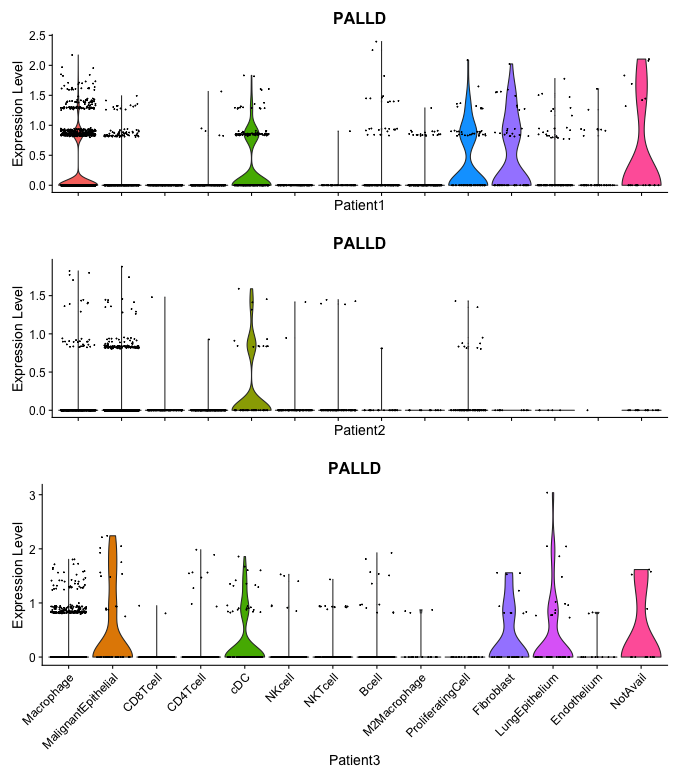 PALLD
Expression Level
2.5
2.0
1.5
1.0
0.5
0.0
Patient1
PALLD
Expression Level
1.5
1.0
0.5
0.0
Patient2
PALLD
Expression Level
3
2
1
0
Macrophage
MalignantEpithelial
CD8Tcell
CD4Tcell
cDC
NKcell
NKTcell
Bcell
M2Macrophage
ProliferatingCell
Fibroblast
LungEpithelium
Endothelium
NotAvail
Patient3